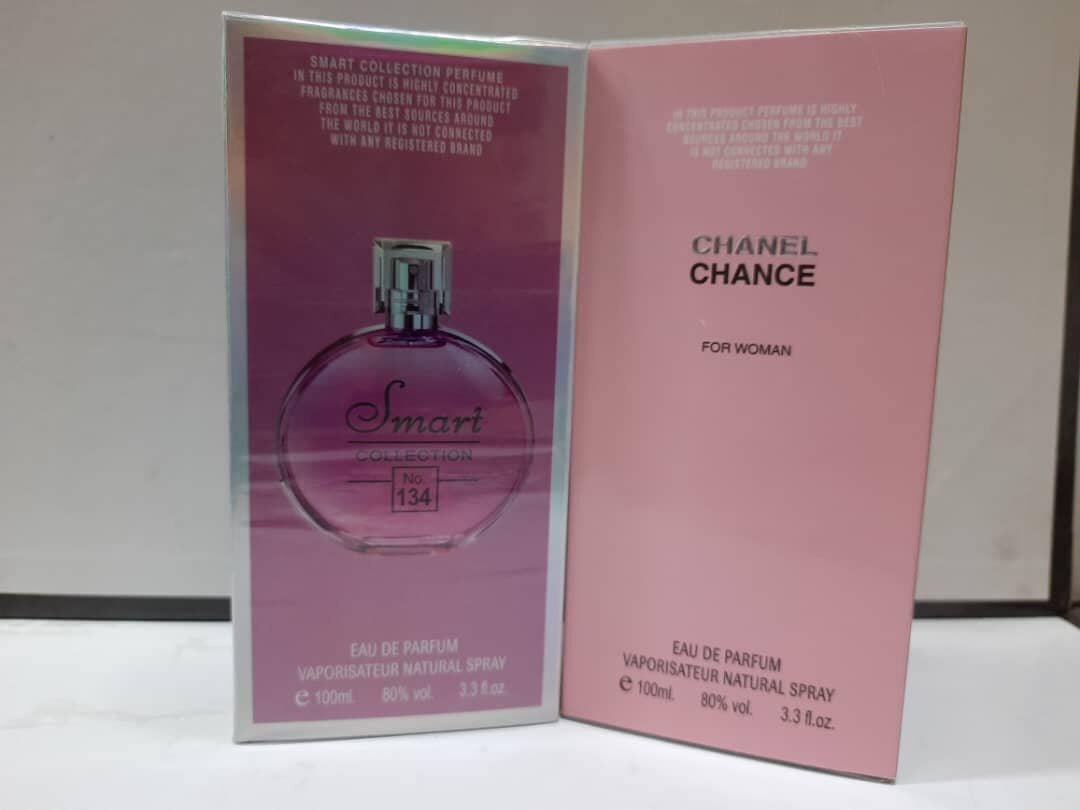 SMART COLLECTION PERFUME
IN THIS PRODUCT IS HIGHLY CONCENTRATED
FRAGRANCES CHOSEN FOR THIS PRODUCT
FROM THE BEST SOURCES AROUND
THE WORLD IT IS NOT CONNECTED
WITH ANY REGISTERED BRAND
Smart
COLLECTION
No.
134
EAU DE PARFUM
VAPORISATEUR NATURAL SPRAY
e 100ml. 80% vol. 3.3 fl.oz.
IN THIS PRODUCT PERFUME IS HIGHLY
CONCENTRATED CHOSEN FROM THE BEST
SOURCES AROUND THE WORLD IT
IS NOT CONNECTED WITH ANY
REGISTERED BRAND
CHANEL
CHANCE
FOR WOMAN
EAU DE PARFUM
VAPORISATEUR NATURAL SPRAY
e 100ml. 80% vol. 3.3 fl.oz.